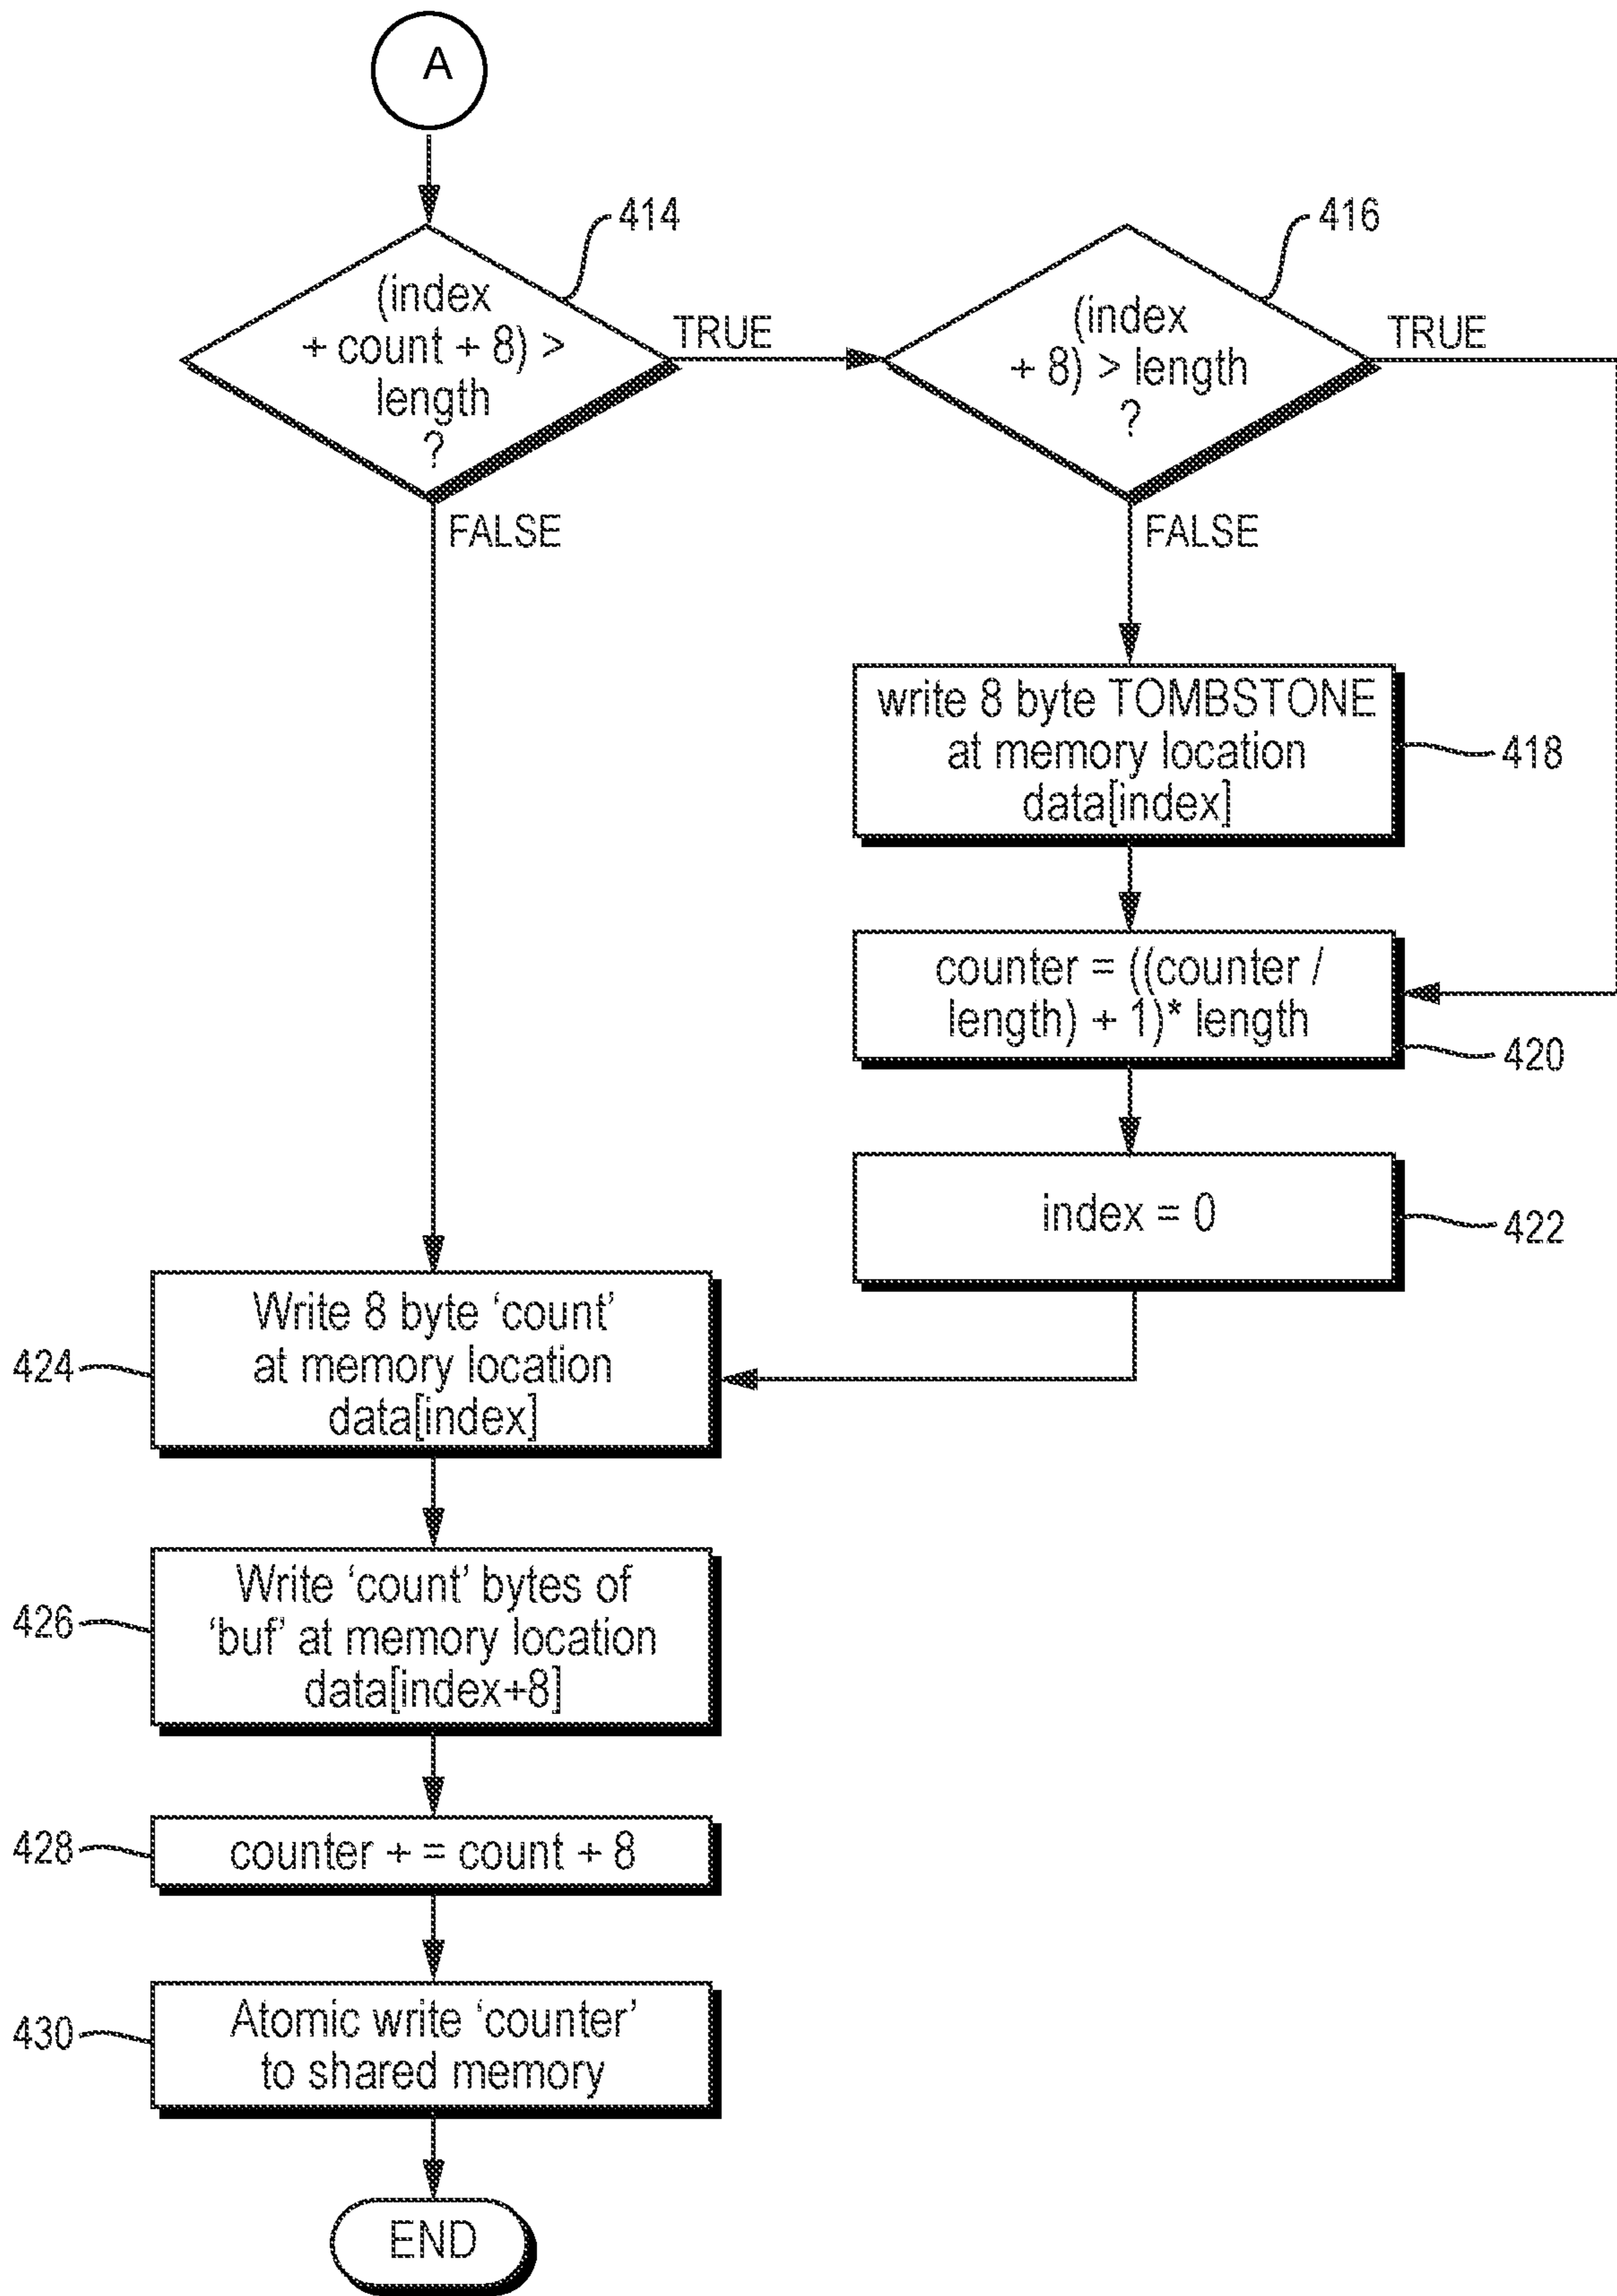 A
414
(index
+ count + 8) >
length
?
TRUE
FALSE
416
(index
+ 8) > length
?
TRUE
FALSE
write 8 byte TOMBSTONE
at memory location
data[index]
418
counter = ((counter /
length) + 1)* length
420
index = 0
422
Write 8 byte ‘count’
at memory location
data[index]
424
Write ‘count’ bytes of
‘buf’ at memory location
data[index+8]
426
counter + = count + 8
428
Atomic write ‘counter’
to shared memory
430
END